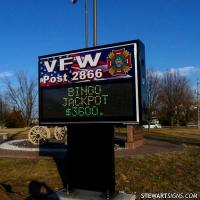 VFW
Post 2866
BINGO
JACKPOT
$3600.
STEWARTSIGNS.COM